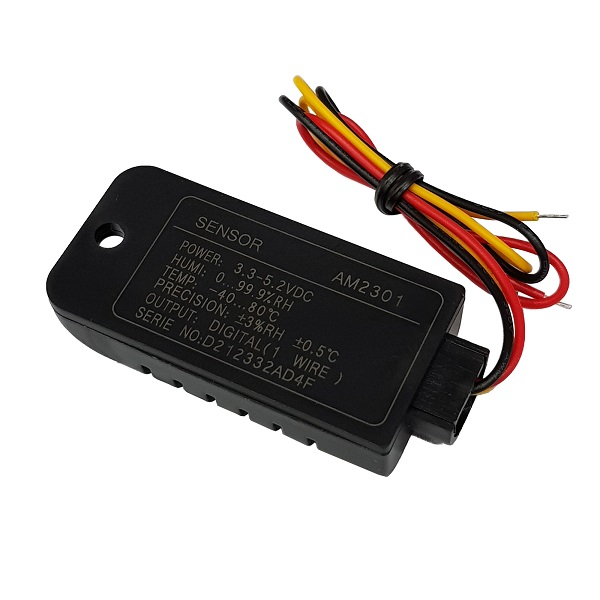 SENSOR AM2301
POWER: 3.3-5.2VDC
HUMI: 0...99.9%RH
TEMP: -40...80℃
PRECISION: ±3%RH ±0.5℃
OUTPUT: DIGITAL(1 WIRE)
SERIE NO:D212332AD4F